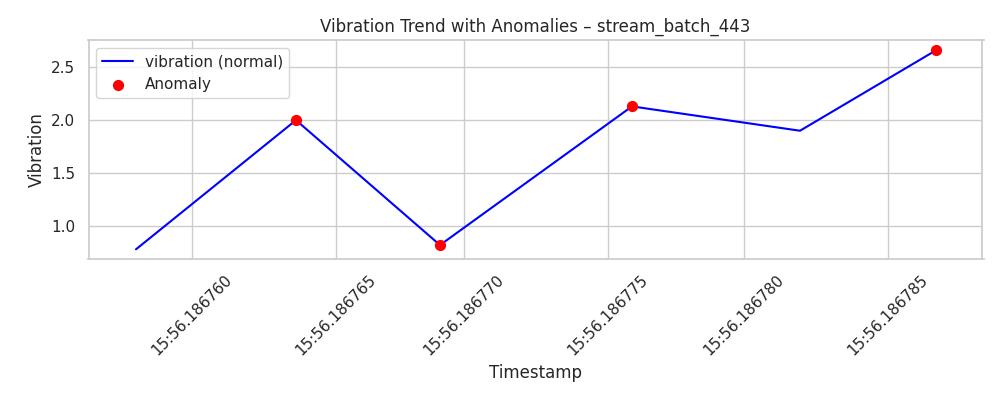 Vibration Trend with Anomalies – stream_batch_443
vibration (normal)
Anomaly
Vibration
2.5
2.0
1.5
1.0
15:56.186760
15:56.186765
15:56.186770
15:56.186775
15:56.186780
15:56.186785
Timestamp